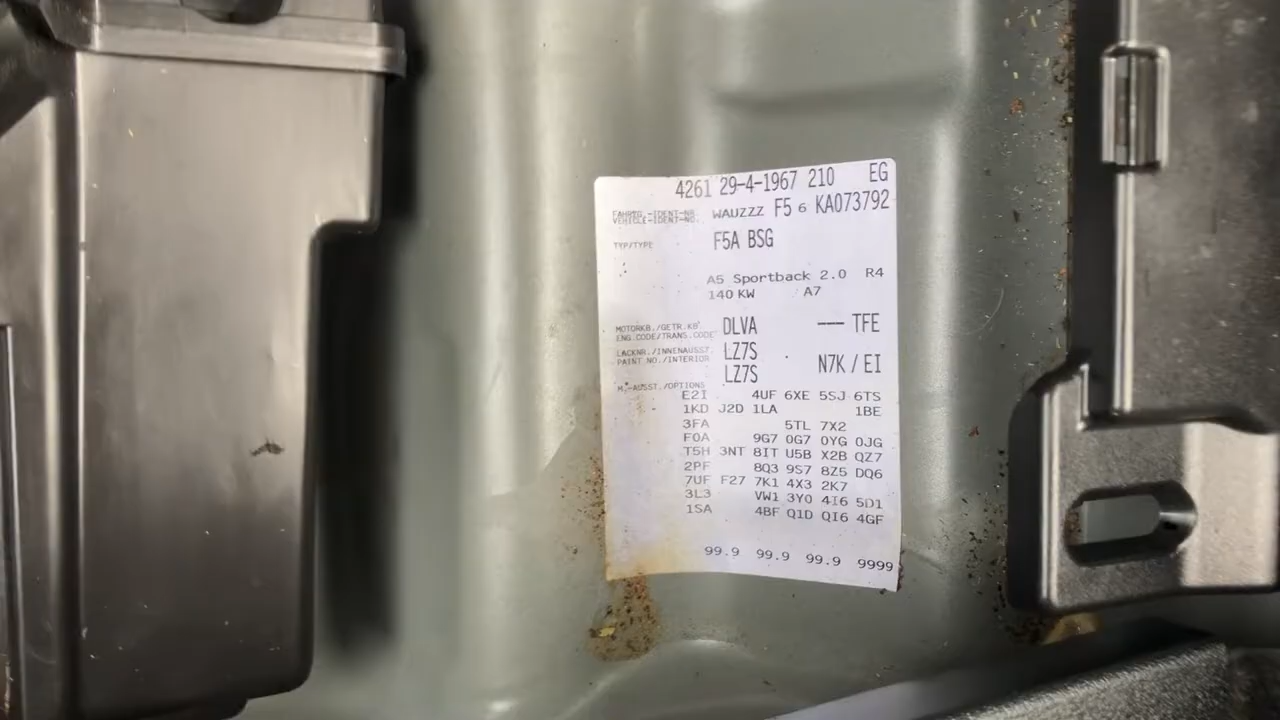 4261 29-4-1967 210 EG
FAHRZG.-IDENT-NR. VEHICLE-IDENT-NO. WAUZZZ F5 6 KA073792
TYP/TYPE F5A BSG
A5 Sportback 2.0 R4
140 KW A7
MOTORKB./GETR.KB. ENG.CODE/TRANS.CODE DLVA --- TFE
LACKNR./INNENAUSST. PAINT NO./INTERIOR LZ7S
LZ7S N7K / EI
M.-AUSST./OPTIONS
E2I 4UF 6XE 5SJ 6TS
1KD J2D 1LA 1BE
3FA 5TL 7X2
F0A 9G7 0G7 0YG 0JG
T5H 3NT 8IT U5B X2B QZ7
2PF 8Q3 9S7 8Z5 DQ6
7UF F27 7K1 4X3 2K7
3L3 VW1 3Y0 4I6 5D1
1SA 4BF Q1D QI6 4GF
99.9 99.9 99.9 9999